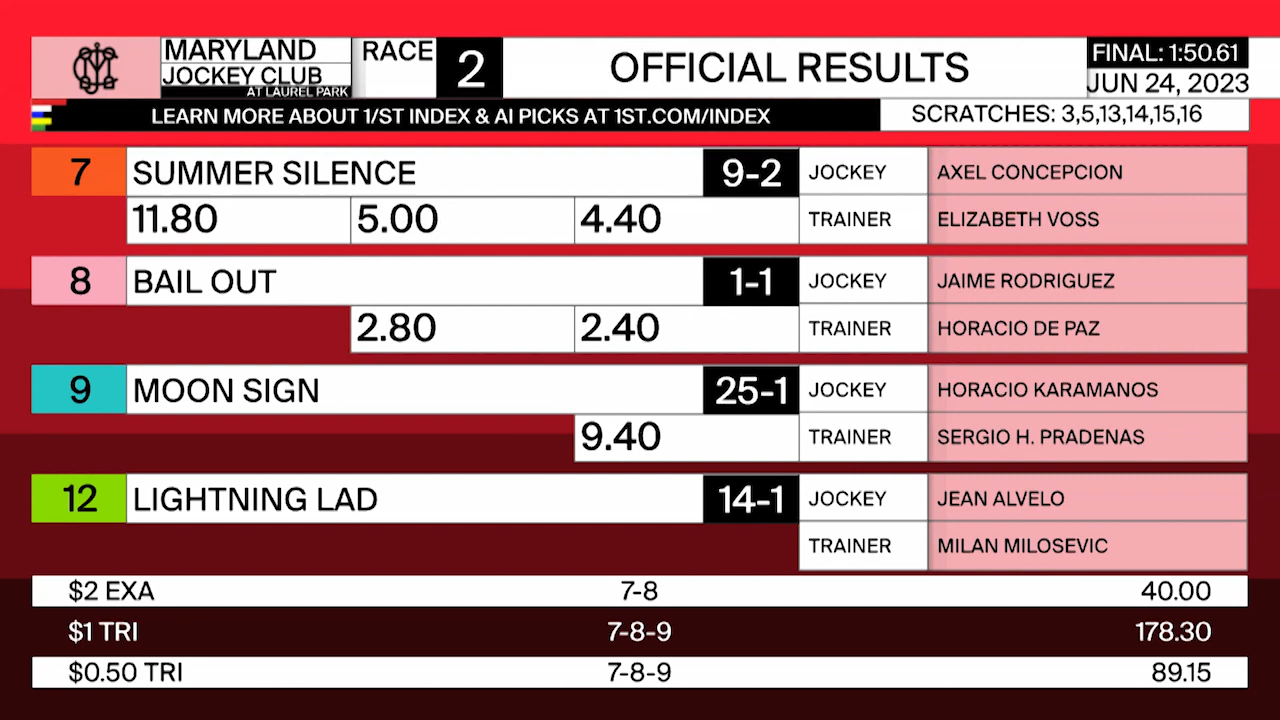 MARYLAND
JOCKEY CLUB
AT LAUREL PARK
RACE 2
OFFICIAL RESULTS
FINAL: 1:50.61
JUN 24, 2023
LEARN MORE ABOUT 1/ST INDEX & AI PICKS AT 1ST.COM/INDEX
SCRATCHES: 3,5,13,14,15,16
7 SUMMER SILENCE 9-2 JOCKEY AXEL CONCEPCION
11.80 5.00 4.40 TRAINER ELIZABETH VOSS
8 BAIL OUT 1-1 JOCKEY JAIME RODRIGUEZ
2.80 2.40 TRAINER HORACIO DE PAZ
9 MOON SIGN 25-1 JOCKEY HORACIO KARAMANOS
9.40 TRAINER SERGIO H. PRADENAS
12 LIGHTNING LAD 14-1 JOCKEY JEAN ALVELO
TRAINER MILAN MILOSEVIC
$2 EXA 7-8 40.00
$1 TRI 7-8-9 178.30
$0.50 TRI 7-8-9 89.15